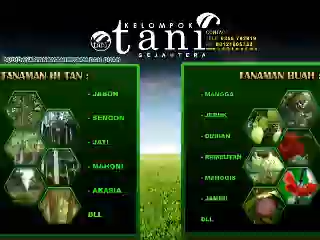 KELOMPOK
tani
SEJAHTERA
CONTACT
TANAMAN HUTAN :
- JABON
- SENGON
- JATI
- MAHONI
- AKASIA
DLL
TANAMAN BUAH :
- MANGGA
- JERUK
- DURIAN
- RAMBUTAN
- MANGGIS
- JAMBU
DLL